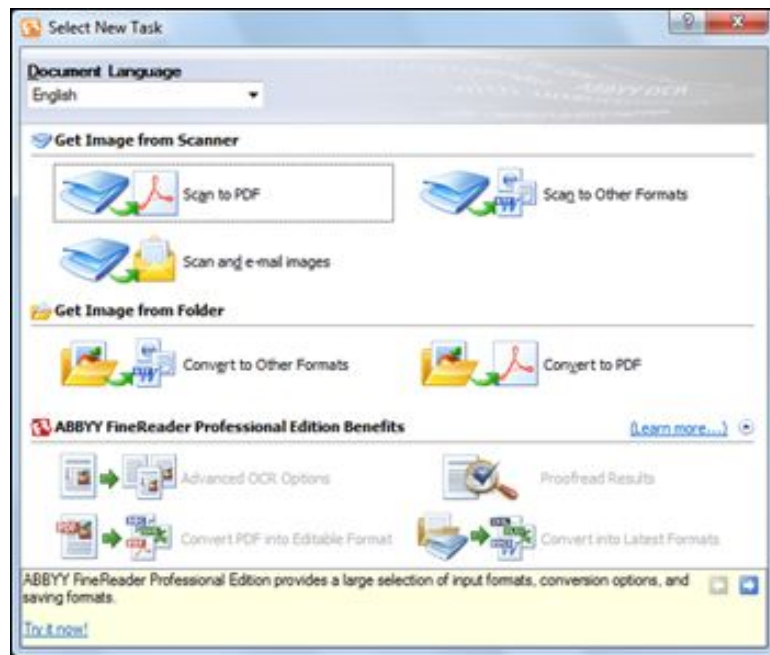 Select New Task
Document Language
English
ABBYY OCR
Get Image from Scanner
Scan to PDF
Scan to Other Formats
Scan and e-mail images
Get Image from Folder
Convert to Other Formats
Convert to PDF
ABBYY FineReader Professional Edition Benefits
(Learn more...)
Advanced OCR Options
Proofread Results
Convert PDF into Editable Format
Convert into Latest Formats
ABBYY FineReader Professional Edition provides a large selection of input formats, conversion options, and
saving formats.
Try it now!